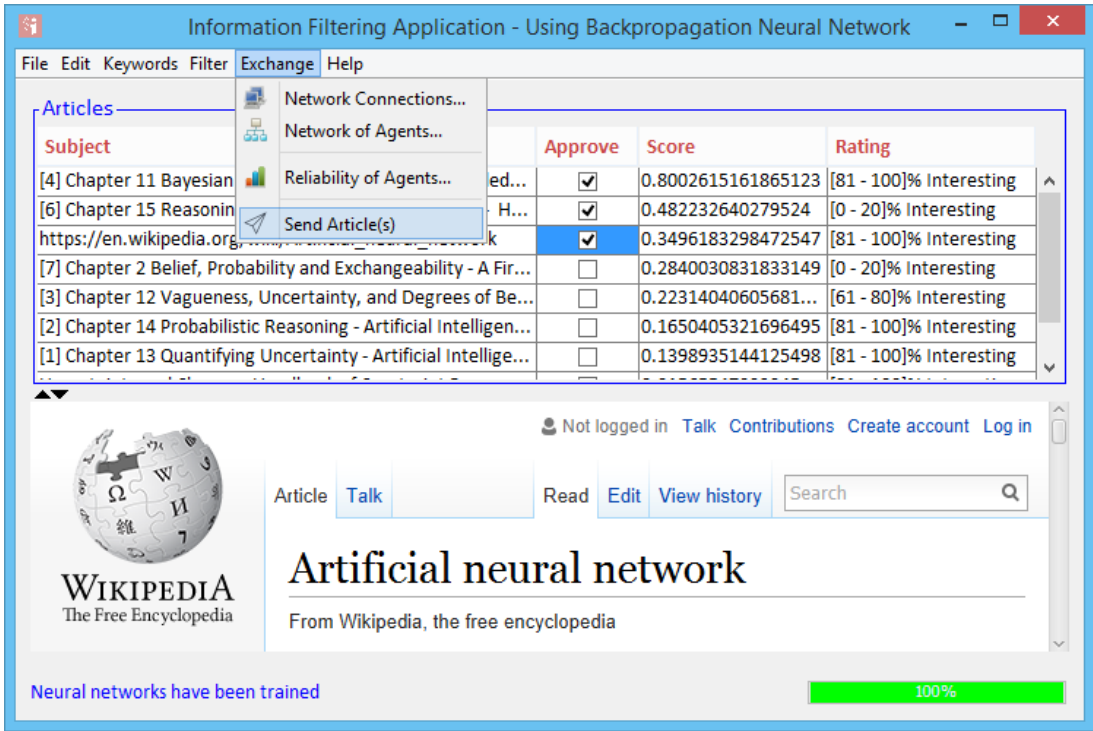 Information Filtering Application - Using Backpropagation Neural Network
File Edit Keywords Filter Exchange Help
Network Connections...
Network of Agents...
Reliability of Agents...
Send Article(s)
Articles
Subject Approve Score Rating
[4] Chapter 11 Bayesian led... 0.8002615161865123 [81 - 100]% Interesting
[6] Chapter 15 Reasonin - H... 0.482232640279524 [0 - 20]% Interesting
https://en.wikipedia.org/wiki/Artificial_neural_network 0.3496183298472547 [81 - 100]% Interesting
[7] Chapter 2 Belief, Probability and Exchangeability - A Fir... 0.2840030831833149 [0 - 20]% Interesting
[3] Chapter 12 Vagueness, Uncertainty, and Degrees of Be... 0.22314040605681... [61 - 80]% Interesting
[2] Chapter 14 Probabilistic Reasoning - Artificial Intelligen... 0.1650405321696495 [81 - 100]% Interesting
[1] Chapter 13 Quantifying Uncertainty - Artificial Intellige... 0.1398935144125498 [81 - 100]% Interesting
Not logged in Talk Contributions Create account Log in
Article Talk Read Edit View history Search
Ω W И 維 7
WIKIPEDIA
The Free Encyclopedia
Artificial neural network
From Wikipedia, the free encyclopedia
Neural networks have been trained 100%